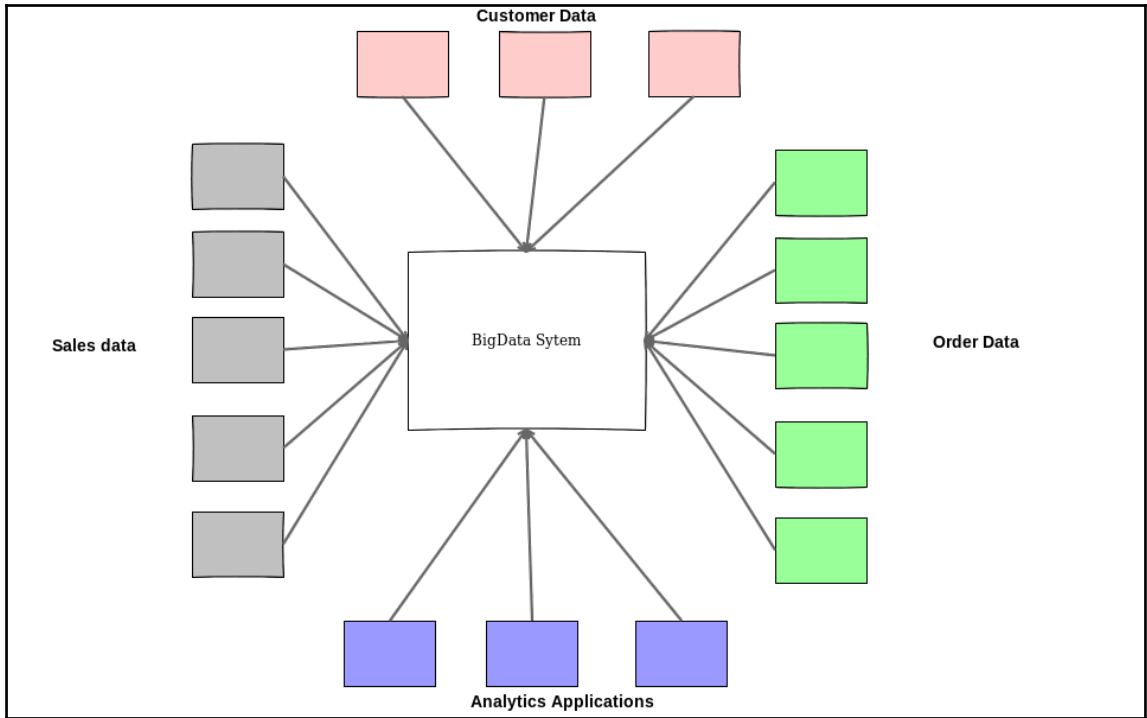 Customer Data
Sales data
BigData Sytem
Order Data
Analytics Applications